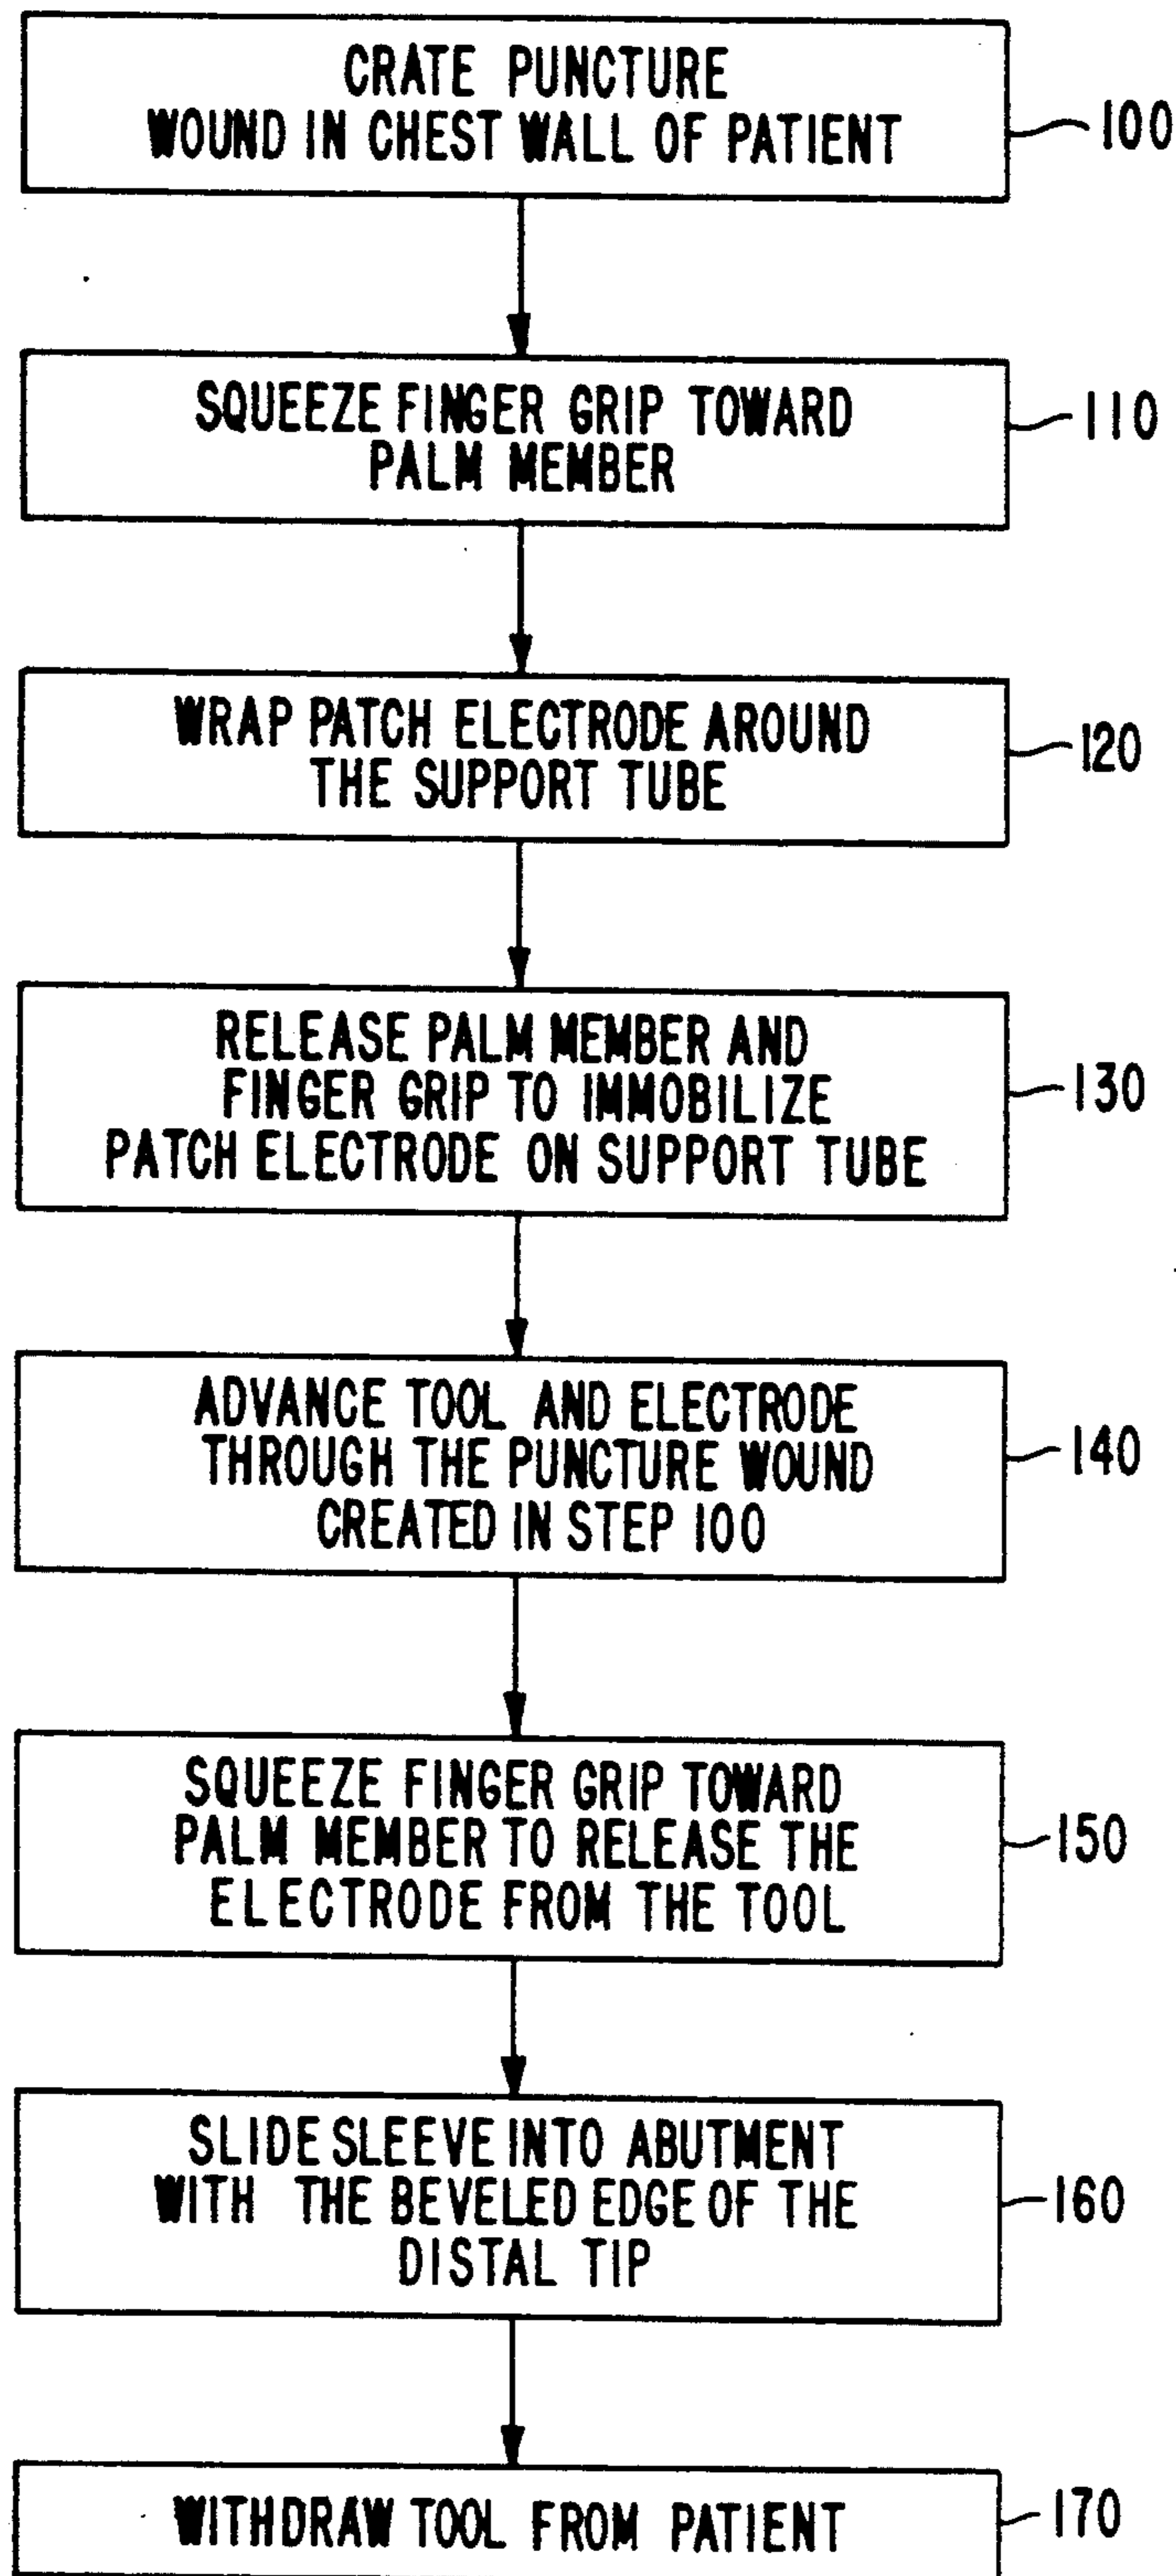 CRATE PUNCTURE
WOUND IN CHEST WALL OF PATIENT
100
SQUEEZE FINGER GRIP TOWARD
PALM MEMBER
110
WRAP PATCH ELECTRODE AROUND
THE SUPPORT TUBE
120
RELEASE PALM MEMBER AND
FINGER GRIP TO IMMOBILIZE
PATCH ELECTRODE ON SUPPORT TUBE
130
ADVANCE TOOL AND ELECTRODE
THROUGH THE PUNCTURE WOUND
CREATED IN STEP 100
140
SQUEEZE FINGER GRIP TOWARD
PALM MEMBER TO RELEASE THE
ELECTRODE FROM THE TOOL
150
SLIDE SLEEVE INTO ABUTMENT
WITH THE BEVELED EDGE OF THE
DISTAL TIP
160
WITHDRAW TOOL FROM PATIENT
170